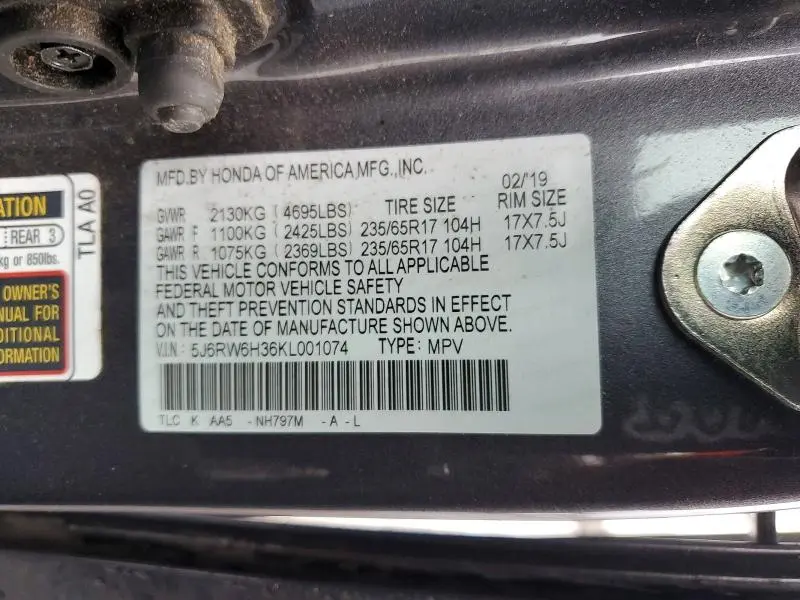 MFD.BY HONDA OF AMERICA MFG.,INC.
02/'19
GVWR 2130KG (4695LBS) TIRE SIZE RIM SIZE
GAWR F 1100KG (2425LBS) 235/65R17 104H 17X7.5J
GAWR R 1075KG (2369LBS) 235/65R17 104H 17X7.5J
THIS VEHICLE CONFORMS TO ALL APPLICABLE
FEDERAL MOTOR VEHICLE SAFETY
AND THEFT PREVENTION STANDARDS IN EFFECT
ON THE DATE OF MANUFACTURE SHOWN ABOVE.
V.I.N: 5J6RW6H36KL001074 TYPE: MPV
TLC K AA5 -NH797M -A-L
ATION
REAR 3
kg or 850lbs.
OWNER'S
NUAL FOR
DITIONAL
FORMATION
TLA A0